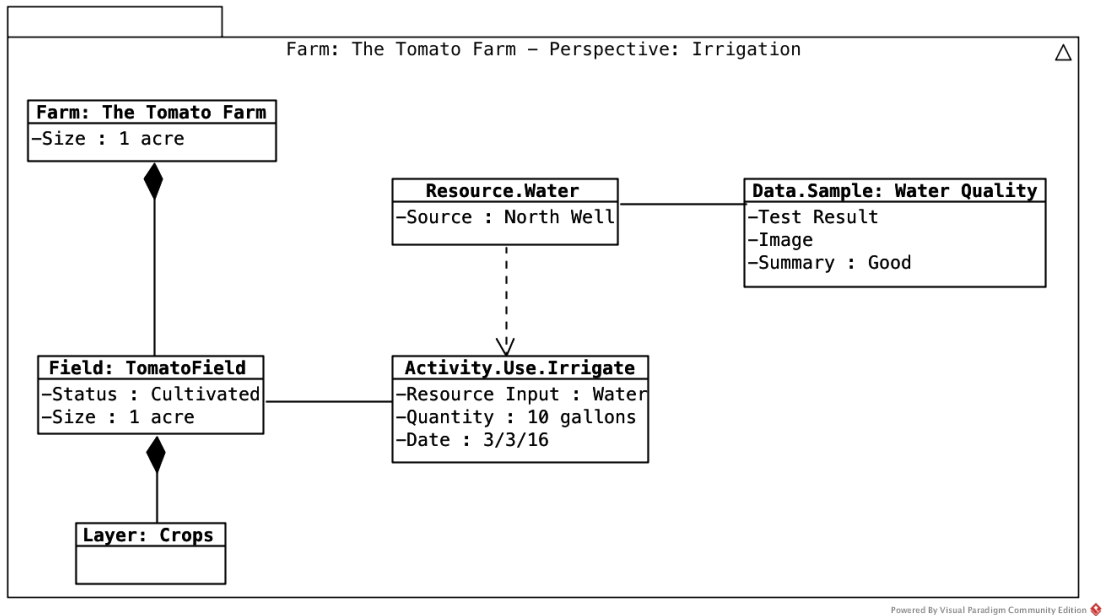 Farm: The Tomato Farm – Perspective: Irrigation
Farm: The Tomato Farm
–Size : 1 acre
Resource.Water
–Source : North Well
Data.Sample: Water Quality
–Test Result
–Image
–Summary : Good
Field: TomatoField
–Status : Cultivated
–Size : 1 acre
Activity.Use.Irrigate
–Resource Input : Water
–Quantity : 10 gallons
–Date : 3/3/16
Layer: Crops
Powered By Visual Paradigm Community Edition